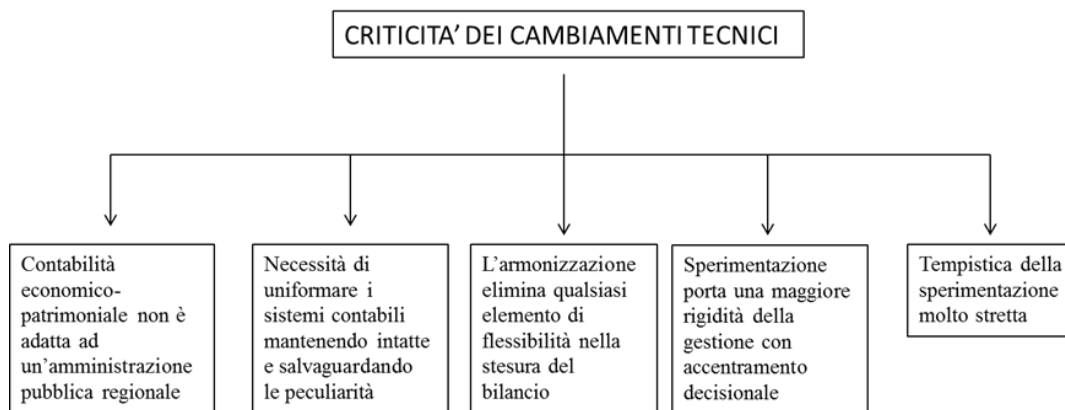 CRITICITA’ DEI CAMBIAMENTI TECNICI
Contabilità
economico-
patrimoniale non è
adatta ad
un’amministrazione
pubblica regionale
Necessità di
uniformare i
sistemi contabili
mantenendo intatte
e salvaguardando
le peculiarità
L’armonizzazione
elimina qualsiasi
elemento di
flessibilità nella
stesura del
bilancio
Sperimentazione
porta una maggiore
rigidità della
gestione con
accentramento
decisionale
Tempistica della
sperimentazione
molto stretta